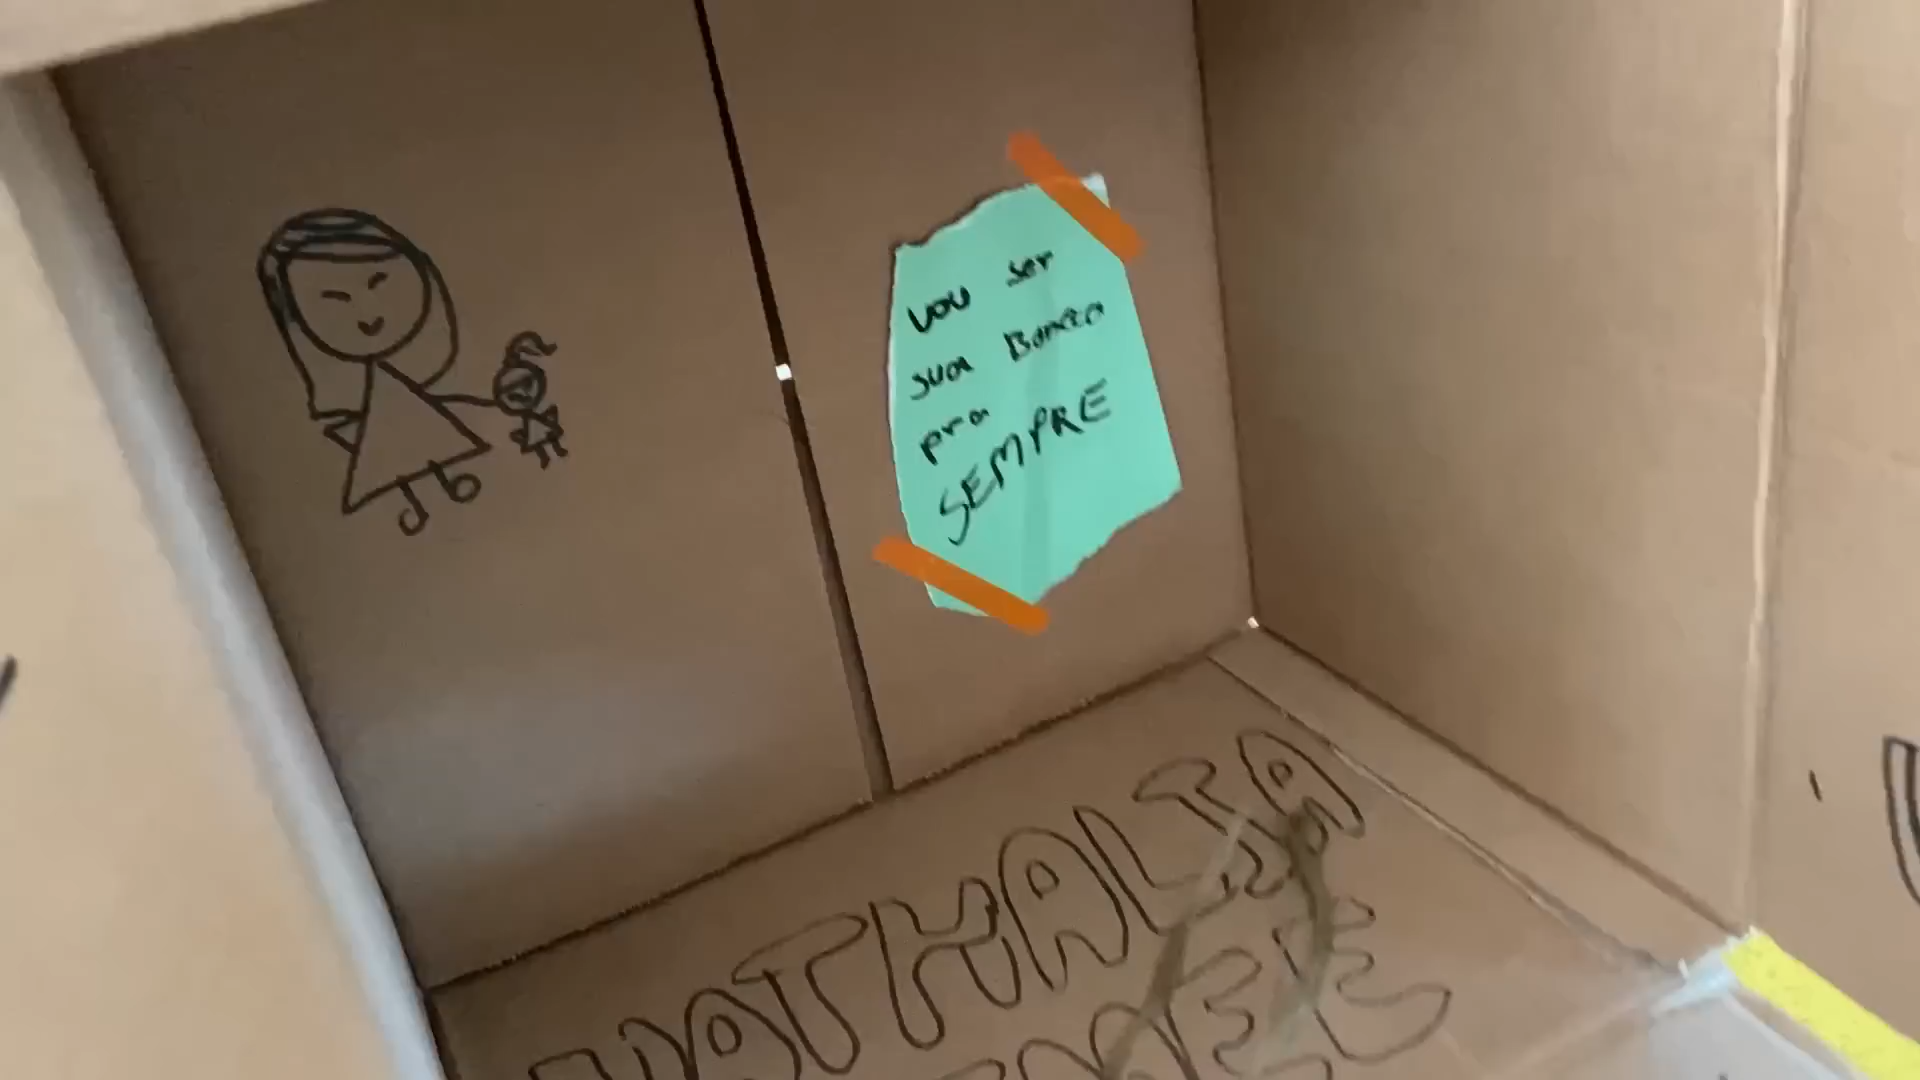 vou ser
sua Boneca
pra
SEMPRE
NATHALIA